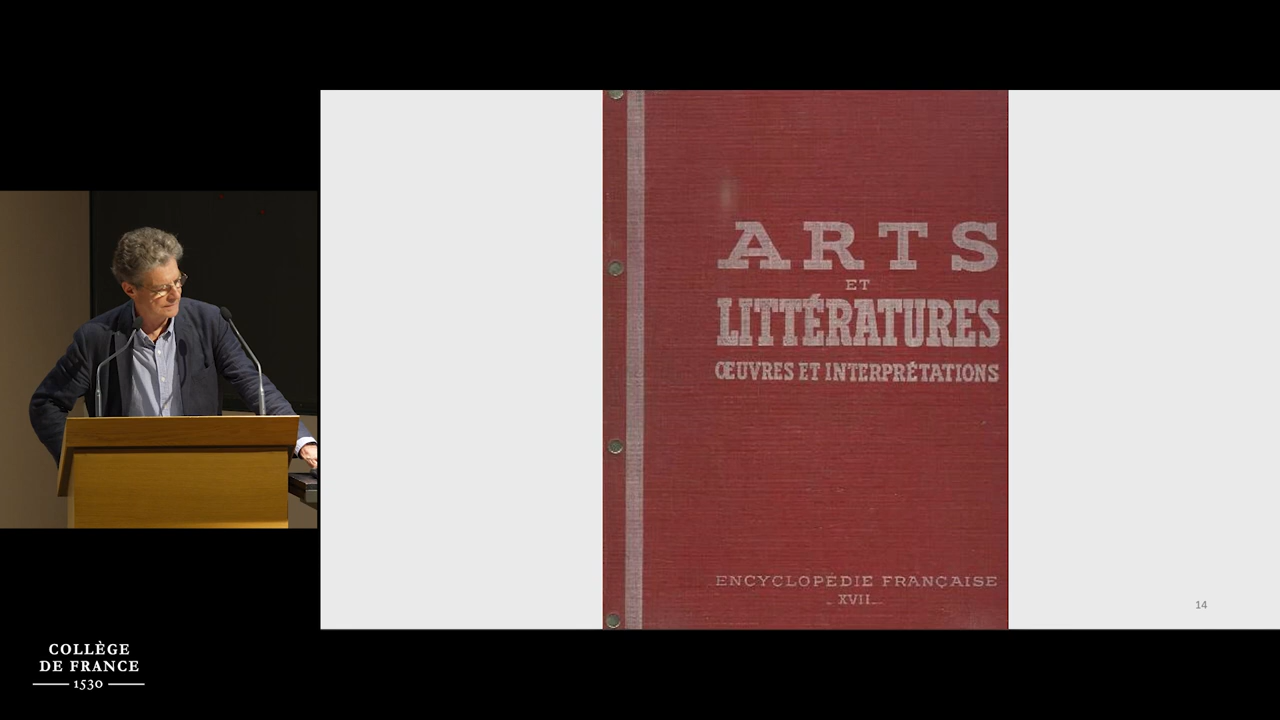 ARTS
ET
LITTÉRATURES
ŒUVRES ET INTERPRÉTATIONS
ENCYCLOPÉDIE FRANÇAISE
XVII
14
COLLÈGE
DE FRANCE
1530